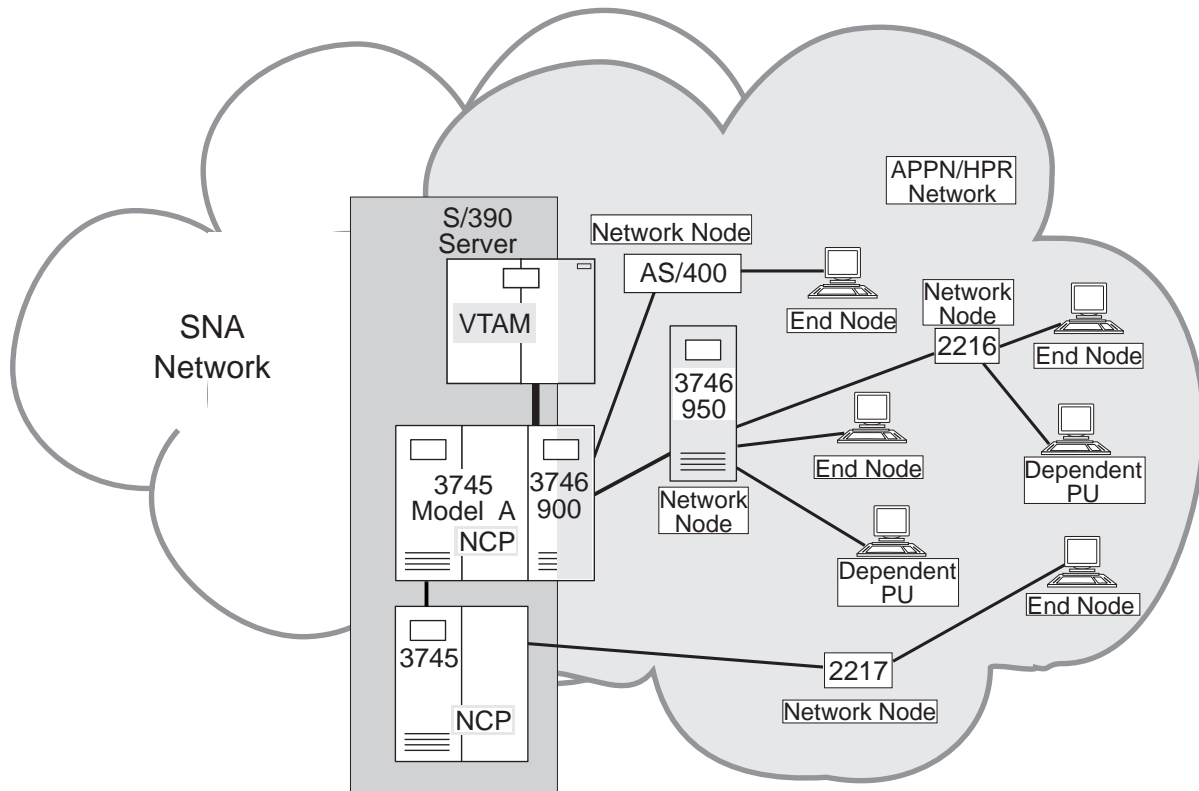 APPN/HPR
Network
S/390
Server
Network Node
AS/400
End Node
VTAM
Network
Node
2216
End Node
SNA
Network
3746
950
End Node
Dependent
PU
3745
Model A
NCP
3746
900
Network
Node
Dependent
PU
End Node
3745
NCP
2217
Network Node